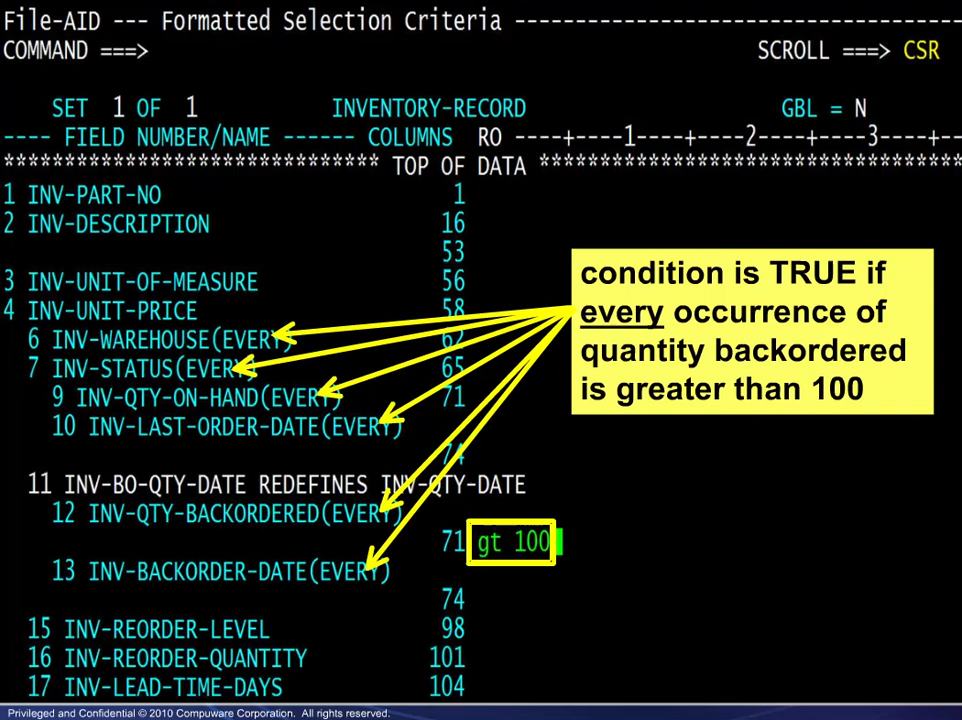 File-AID --- Formatted Selection Criteria -------------------------------------
COMMAND ===> SCROLL ===> CSR
SET 1 OF 1 INVENTORY-RECORD GBL = N
---- FIELD NUMBER/NAME ------ COLUMNS RO ----+----1----+----2----+----3----+--
******************************* TOP OF DATA ***********************************
1 INV-PART-NO 1
2 INV-DESCRIPTION 16
53
3 INV-UNIT-OF-MEASURE 56
4 INV-UNIT-PRICE 58
6 INV-WAREHOUSE(EVERY) 62
7 INV-STATUS(EVERY) 65
9 INV-QTY-ON-HAND(EVERY) 71
10 INV-LAST-ORDER-DATE(EVERY)
74
11 INV-BO-QTY-DATE REDEFINES INV-QTY-DATE
12 INV-QTY-BACKORDERED(EVERY)
71 gt 100
13 INV-BACKORDER-DATE(EVERY)
74
15 INV-REORDER-LEVEL 98
16 INV-REORDER-QUANTITY 101
17 INV-LEAD-TIME-DAYS 104
condition is TRUE if
every occurrence of
quantity backordered
is greater than 100
Privileged and Confidential © 2010 Compuware Corporation. All rights reserved.